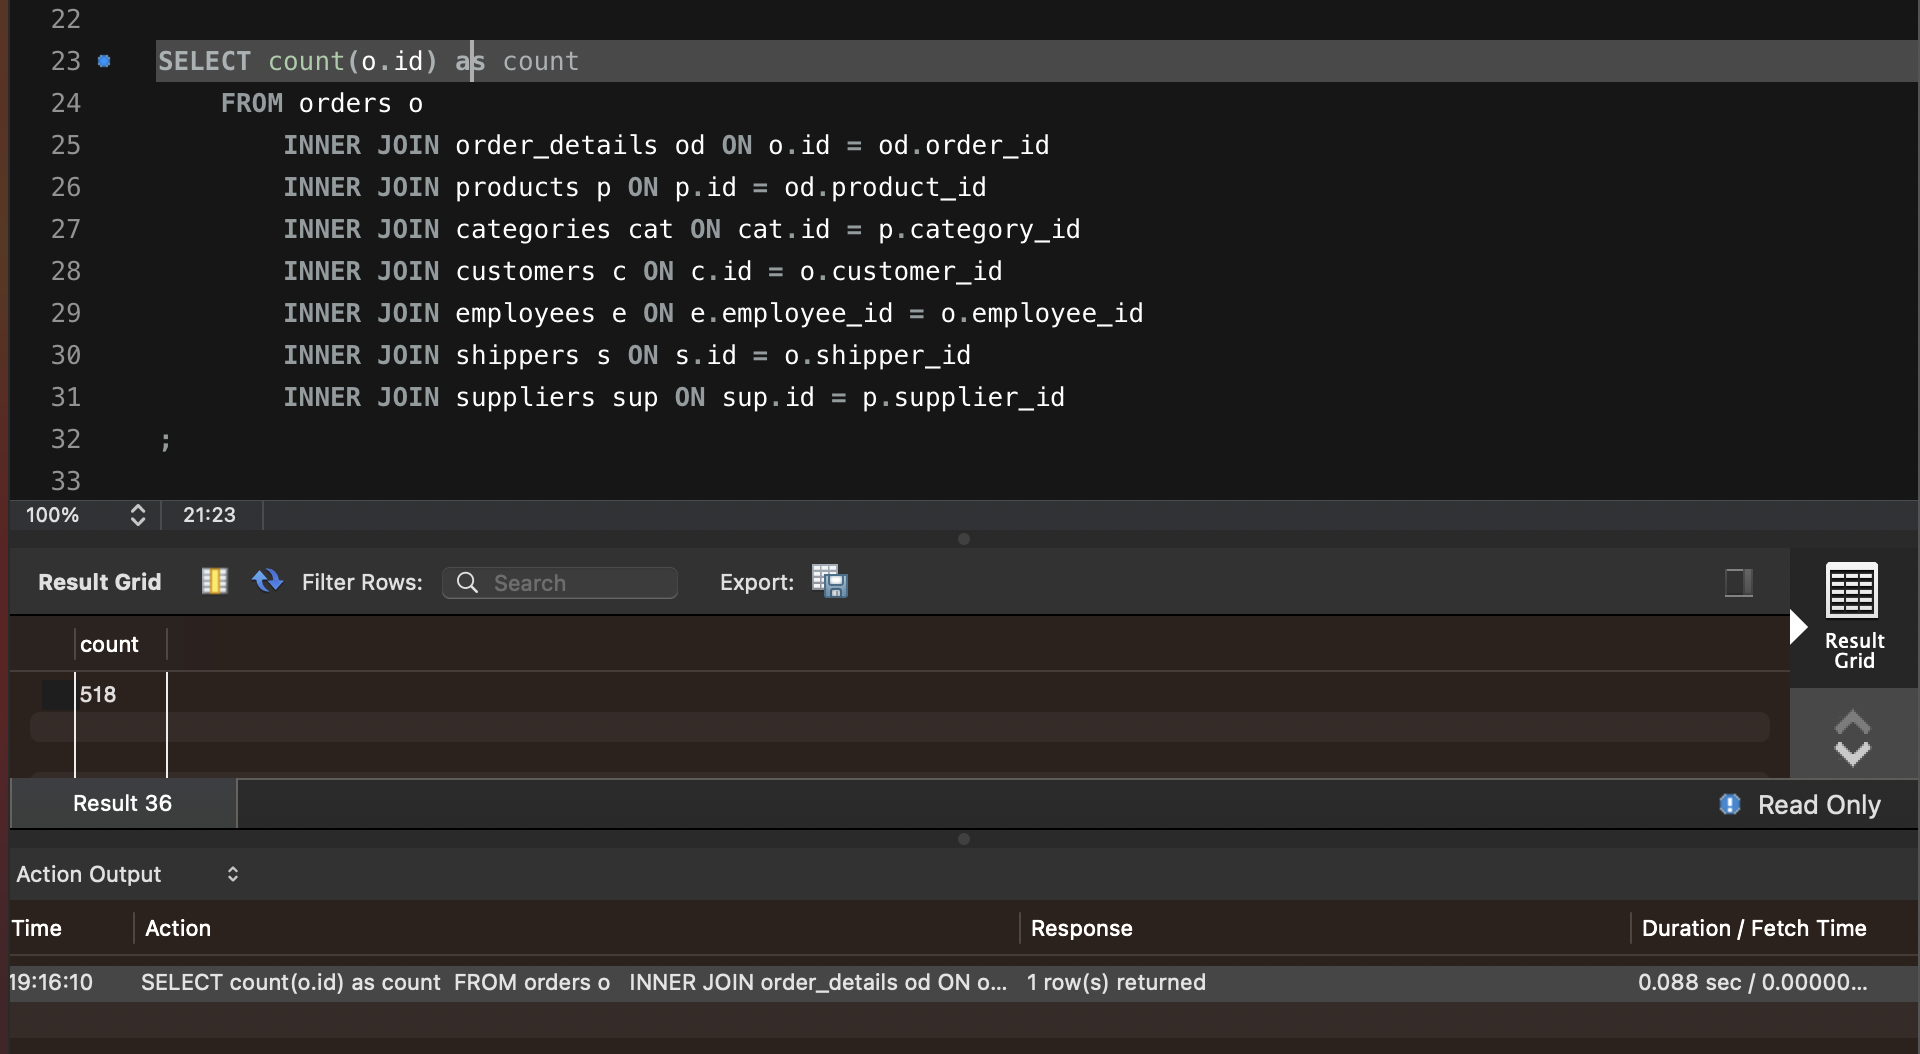 22
23 SELECT count(o.id) as count
24 FROM orders o
25 INNER JOIN order_details od ON o.id = od.order_id
26 INNER JOIN products p ON p.id = od.product_id
27 INNER JOIN categories cat ON cat.id = p.category_id
28 INNER JOIN customers c ON c.id = o.customer_id
29 INNER JOIN employees e ON e.employee_id = o.employee_id
30 INNER JOIN shippers s ON s.id = o.shipper_id
31 INNER JOIN suppliers sup ON sup.id = p.supplier_id
32 ;
33
100% 21:23
Result Grid Filter Rows: Search Export:
Result
Grid
count
518
Result 36 Read Only
Action Output
Time Action Response Duration / Fetch Time
19:16:10 SELECT count(o.id) as count FROM orders o INNER JOIN order_details od ON o... 1 row(s) returned 0.088 sec / 0.00000...